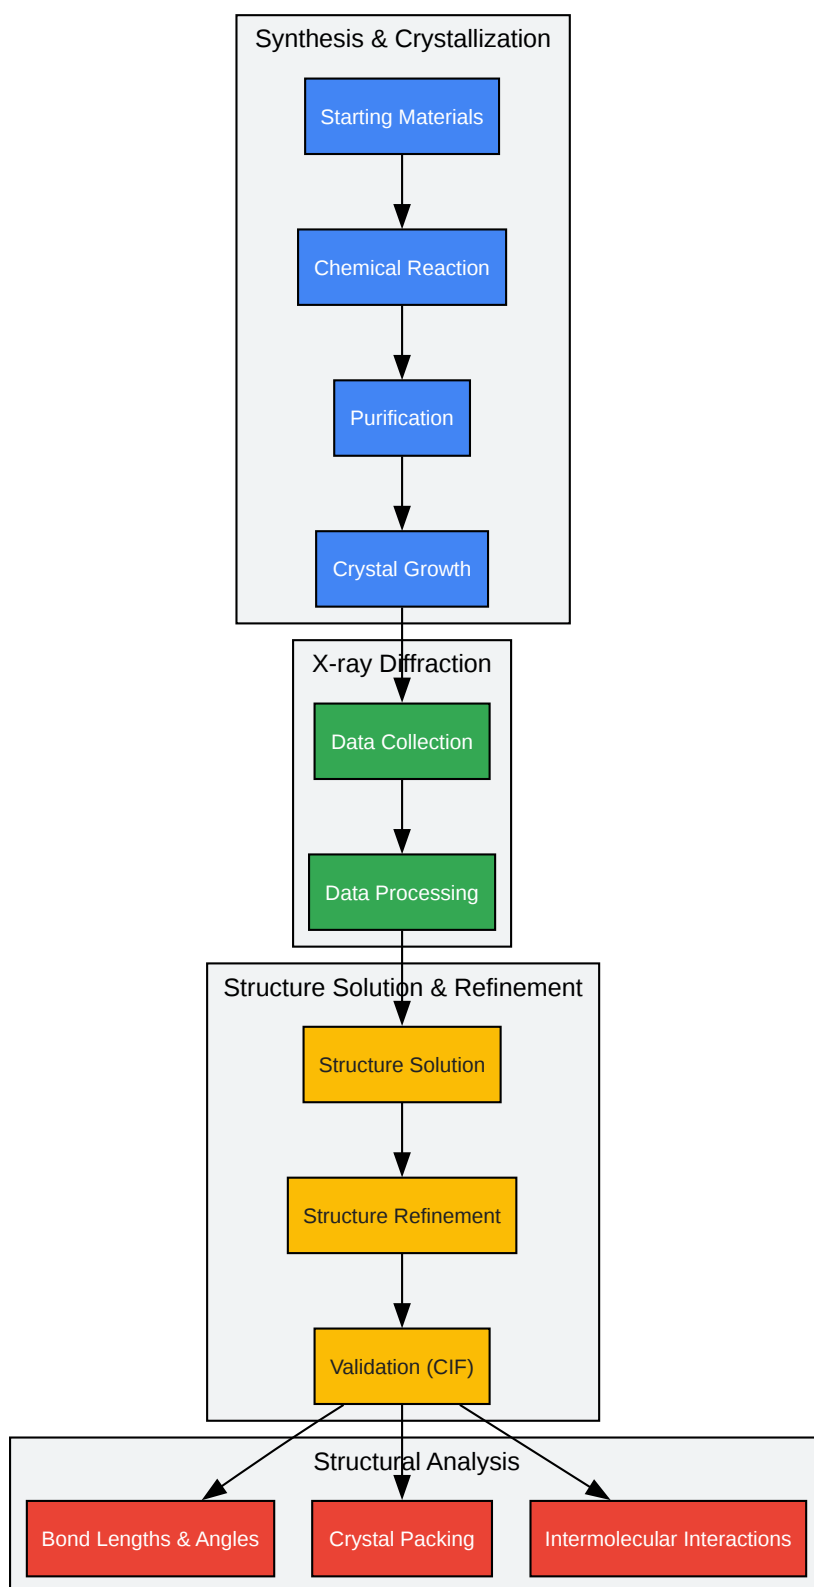 Synthesis & Crystallization
Starting Materials
Chemical Reaction
Purification
Crystal Growth
X-ray Diffraction
Data Collection
Data Processing
Structure Solution & Refinement
Structure Solution
Structure Refinement
Validation (CIF)
Structural Analysis
Bond Lengths & Angles
Crystal Packing
Intermolecular Interactions